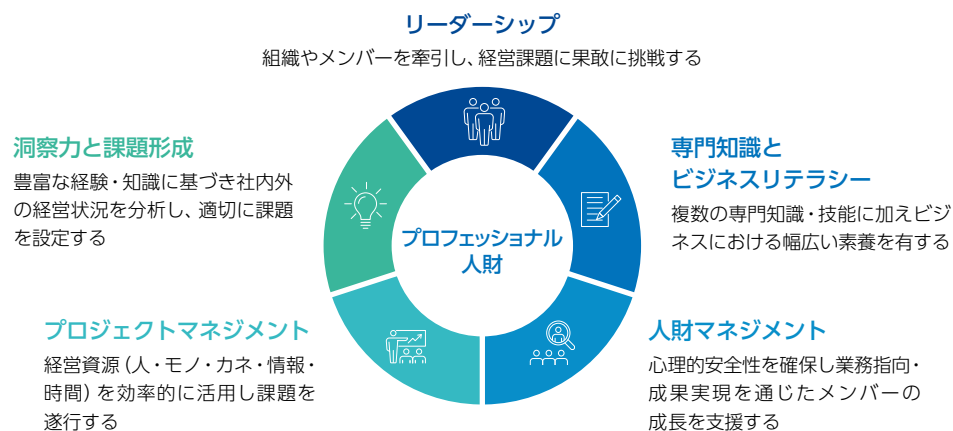 リーダーシップ
組織やメンバーを牽引し、経営課題に果敢に挑戦する
洞察力と課題形成
豊富な経験・知識に基づき社内外
の経営状況を分析し、適切に課題
を設定する
専門知識と
ビジネスリテラシー
複数の専門知識・技能に加えビジ
ネスにおける幅広い素養を有する
プロフェッショナル
人財
プロジェクトマネジメント
経営資源(人・モノ・カネ・情報・
時間)を効率的に活用し課題を
遂行する
人財マネジメント
心理的安全性を確保し業務指向・
成果実現を通じたメンバーの
成長を支援する